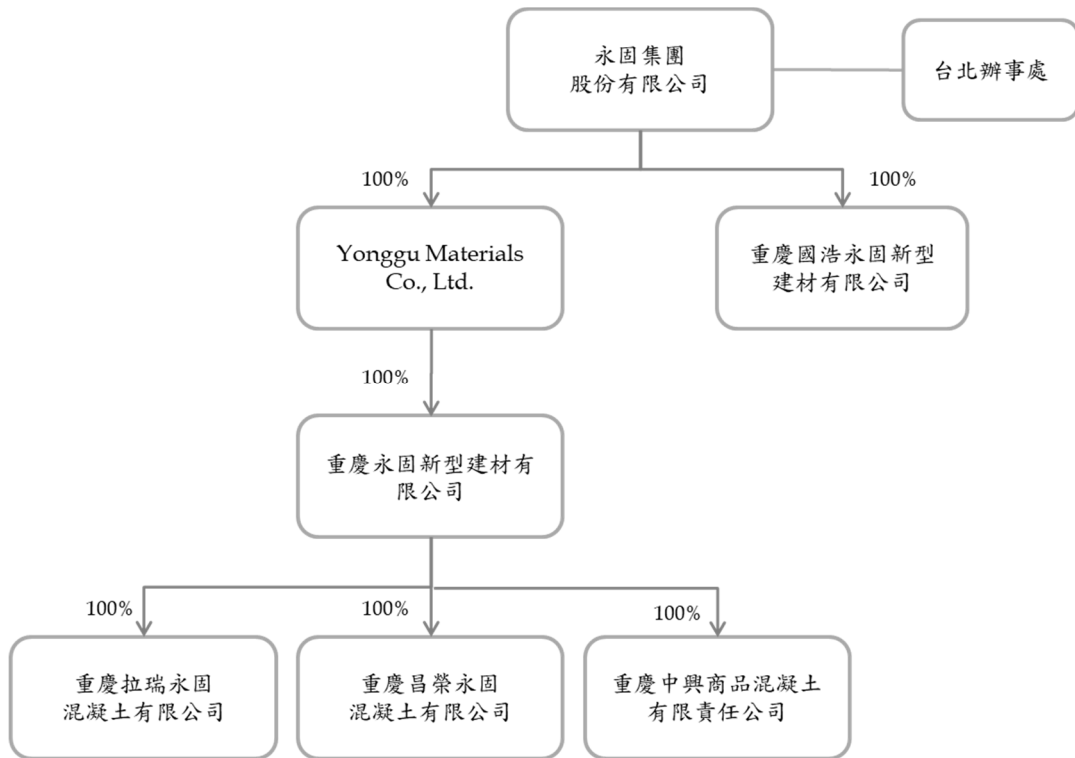 永固集團
股份有限公司
台北辦事處
100%
100%
Yonggu Materials
Co., Ltd.
重慶國浩永固新型
建材有限公司
100%
重慶永固新型建材有
限公司
100%
100%
100%
重慶拉瑞永固
混凝土有限公司
重慶昌榮永固
混凝土有限公司
重慶中興商品混凝土
有限責任公司